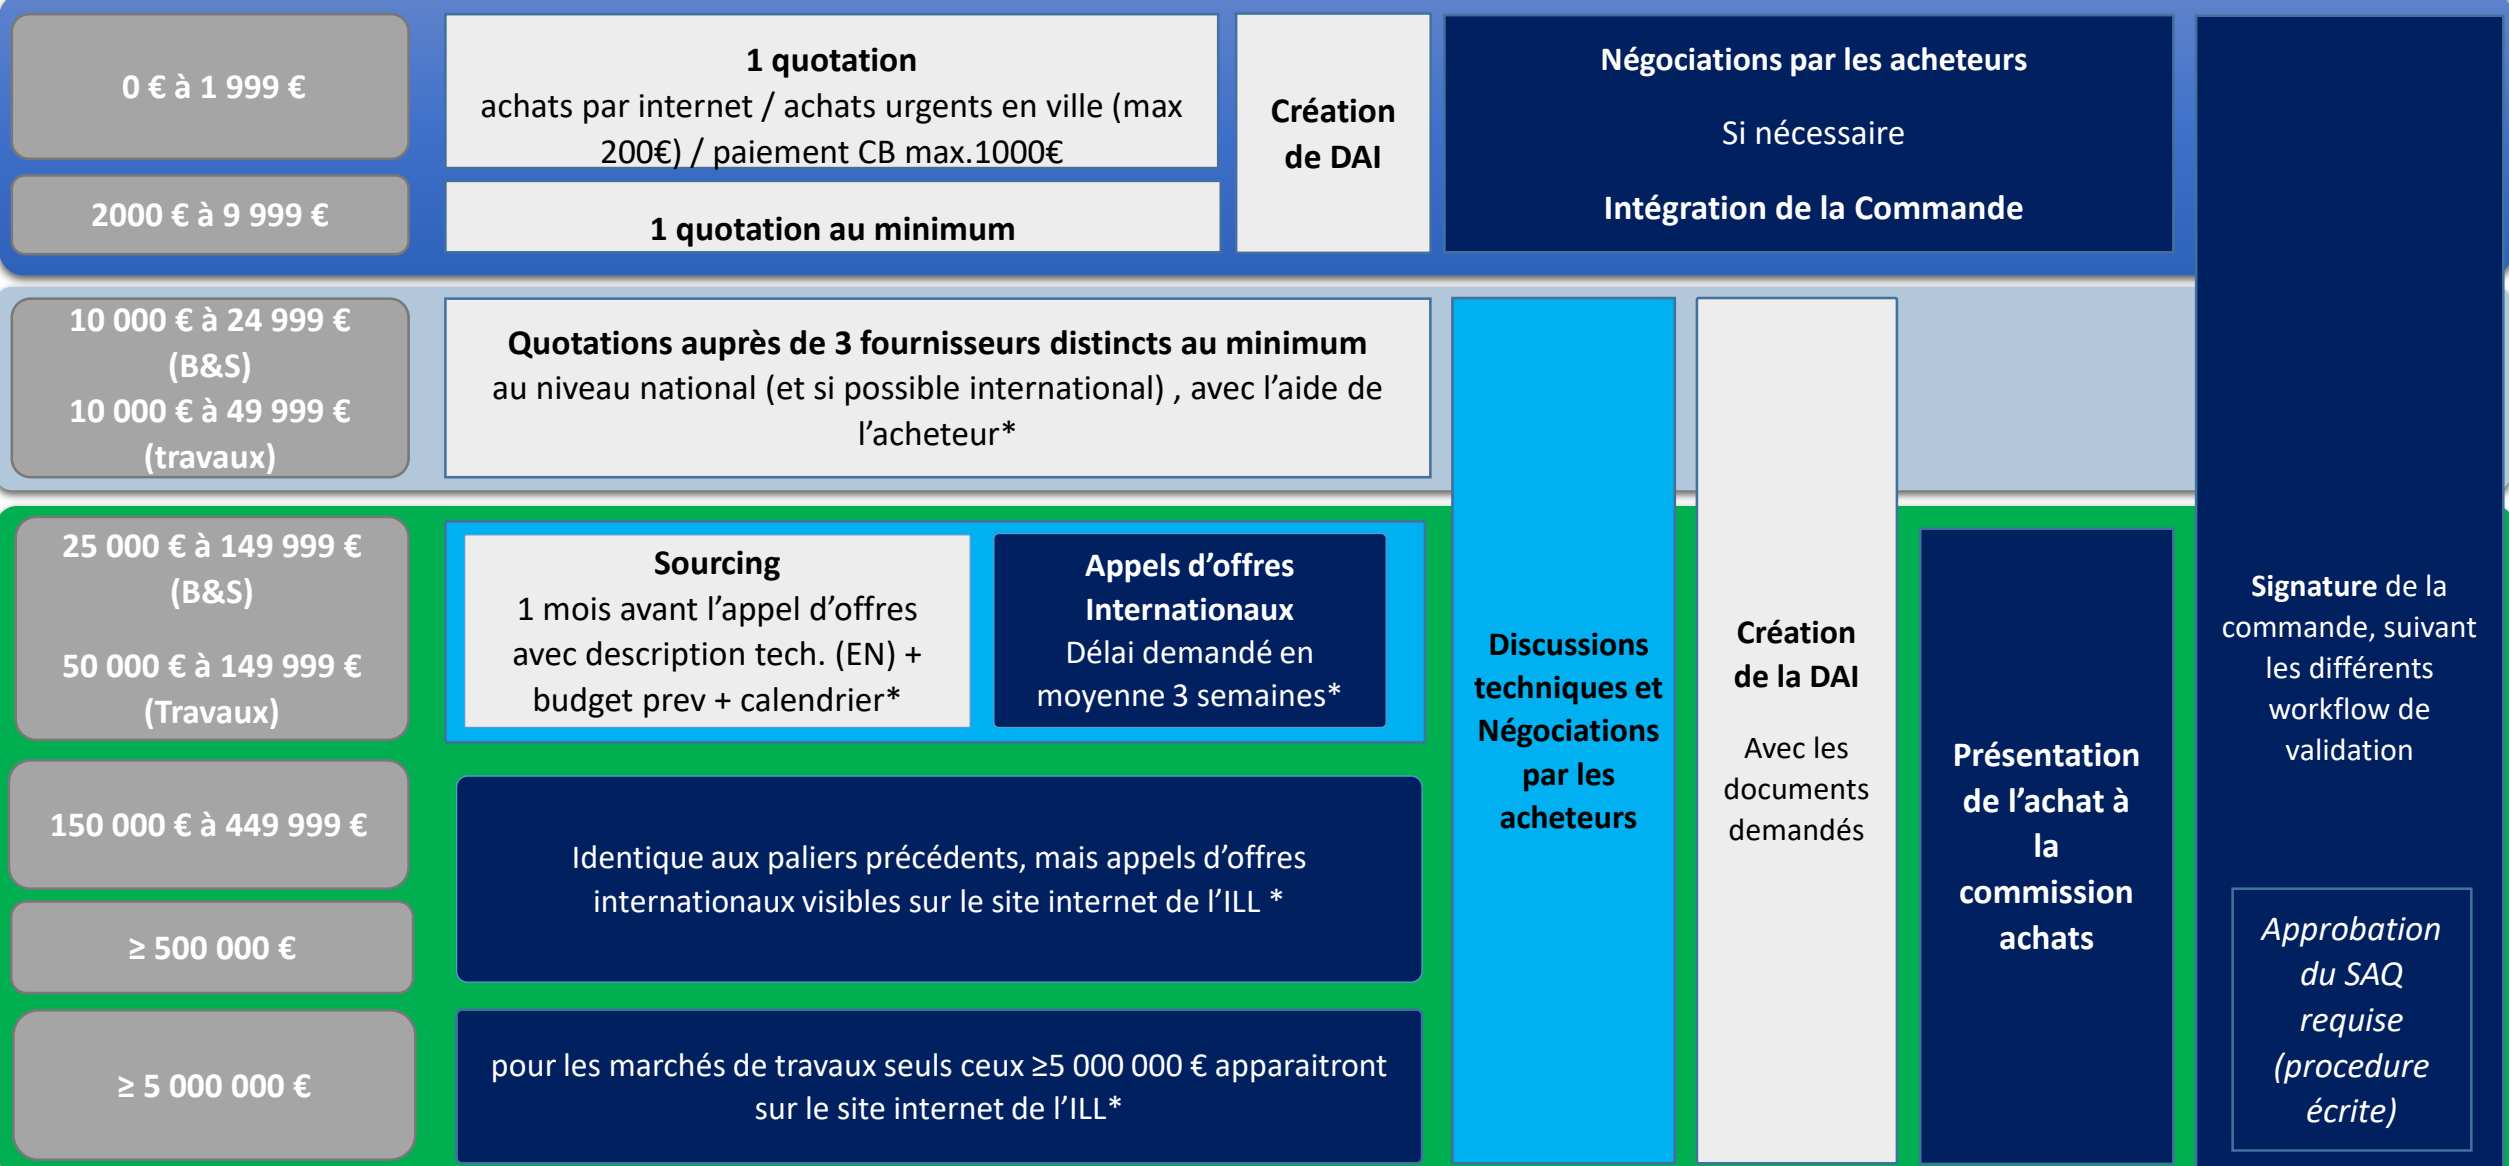 0 € à 1 999 €
1 quotation
achats par internet / achats urgents en ville (max
200€) / paiement CB max.1000€
2000 € à 9 999 €
1 quotation au minimum
Création
de DAI
Négociations par les acheteurs
Si nécessaire
Intégration de la Commande
10 000 € à 24 999 €
(B&S)
10 000 € à 49 999 €
(travaux)
Quotations auprès de 3 fournisseurs distincts au minimum
au niveau national (et si possible international) , avec l’aide de
l’acheteur*
25 000 € à 149 999 €
(B&S)
50 000 € à 149 999 €
(Travaux)
Sourcing
1 mois avant l’appel d’offres
avec description tech. (EN) +
budget prev + calendrier*
Appels d’offres
Internationaux
Délai demandé en
moyenne 3 semaines*
150 000 € à 449 999 €
≥ 500 000 €
Identique aux paliers précédents, mais appels d’offres
internationaux visibles sur le site internet de l’ILL *
≥ 5 000 000 €
pour les marchés de travaux seuls ceux ≥5 000 000 € apparaitront
sur le site internet de l’ILL*
Discussions
techniques et
Négociations
par les
acheteurs
Création
de la DAI
Avec les
documents
demandés
Présentation
de l’achat à
la
commission
achats
Signature de la
commande, suivant
les différents
workflow de
validation
Approbation
du SAQ
requise
(procedure
écrite)